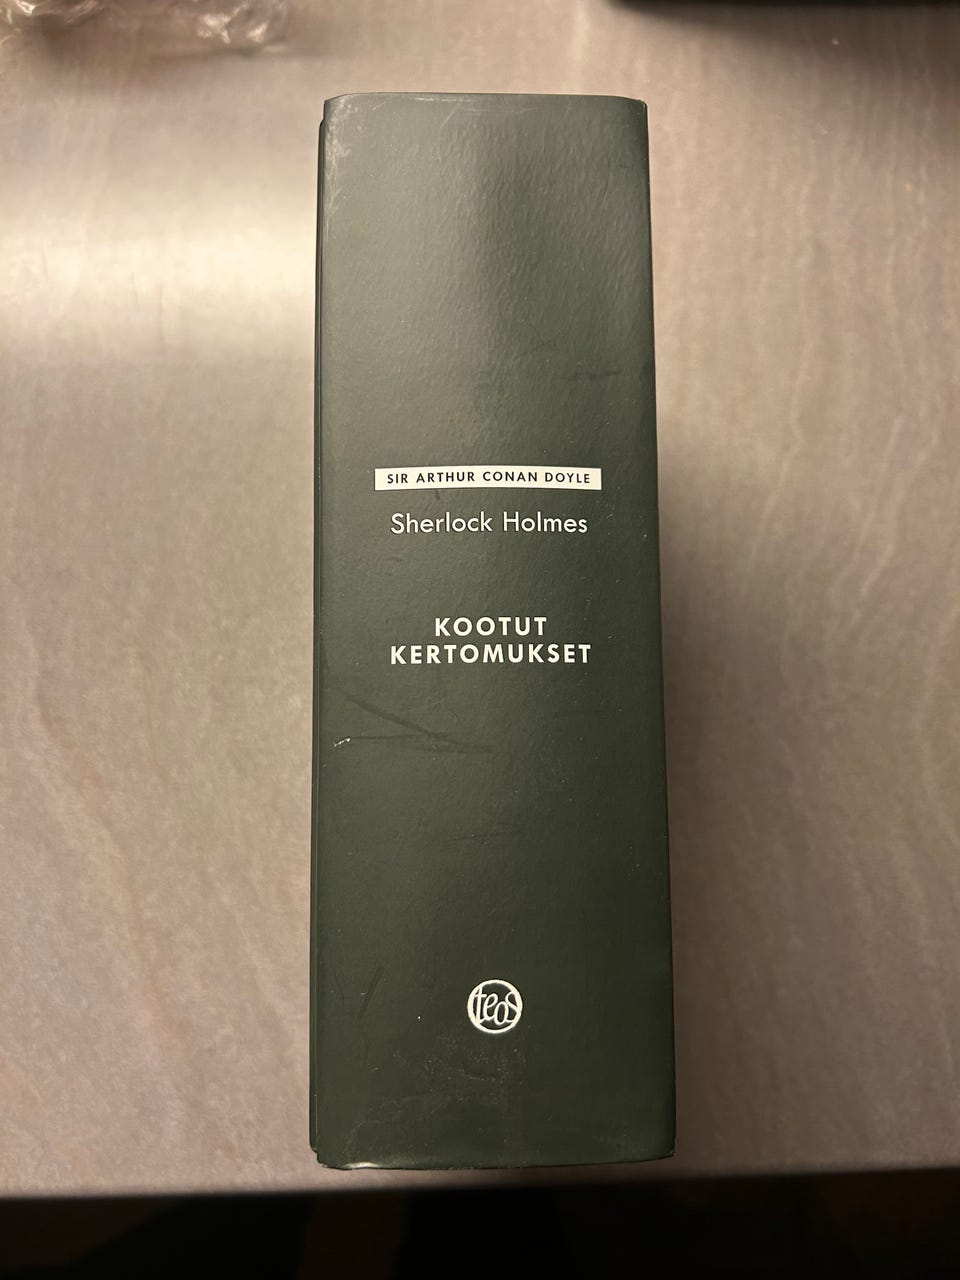 SIR ARTHUR CONAN DOYLE
Sherlock Holmes
KOOTUT
KERTOMUKSET
teos